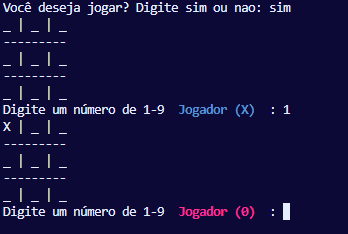 Você deseja jogar? Digite sim ou nao: sim
_ | _ | _
---------
_ | _ | _
---------
_ | _ | _
Digite um número de 1-9  Jogador (X)  : 1
X | _ | _
---------
_ | _ | _
---------
_ | _ | _
Digite um número de 1-9  Jogador (0)  :